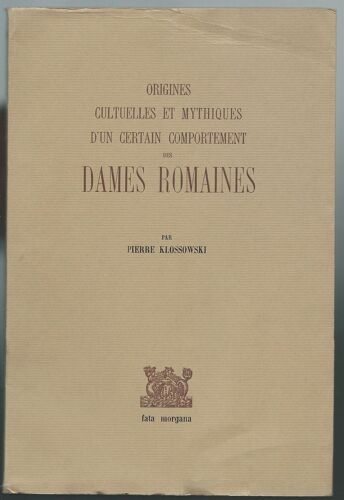 ORIGINES
CULTUELLES ET MYTHIQUES
D'UN CERTAIN COMPORTEMENT
DES
DAMES ROMAINES
PAR
PIERRE KLOSSOWSKI
fata morgana